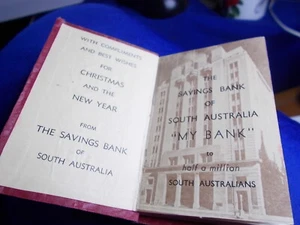 WITH COMPLIMENTS
AND BEST WISHES
FOR
CHRISTMAS
AND THE
NEW YEAR
FROM
THE SAVINGS BANK
OF
SOUTH AUSTRALIA
THE
SAVINGS BANK
OF
SOUTH AUSTRALIA
"MY BANK"
to
half a million
SOUTH AUSTRALIANS